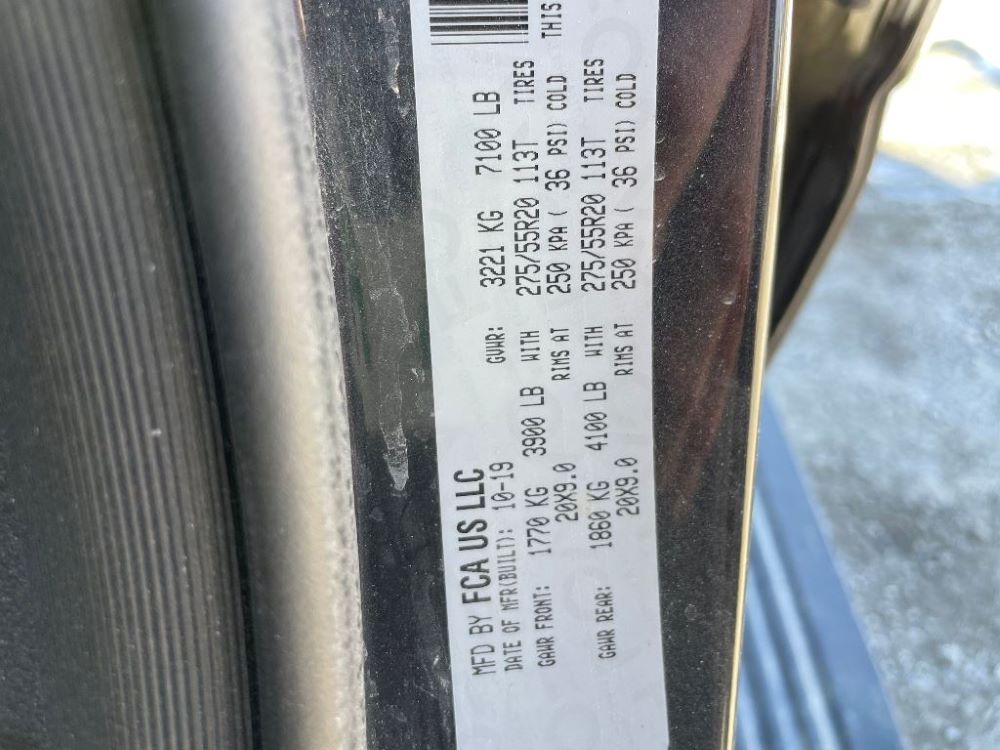 MFD BY FCA US LLC
DATE OF MFR(BUILT): 10-19 GVWR: 3221 KG 7100 LB
GAWR FRONT: 1770 KG 3900 LB WITH 275/55R20 113T TIRES
20X9.0 RIMS AT 250 KPA ( 36 PSI) COLD
GAWR REAR: 1860 KG 4100 LB WITH 275/55R20 113T TIRES
20X9.0 RIMS AT 250 KPA ( 36 PSI) COLD
THIS